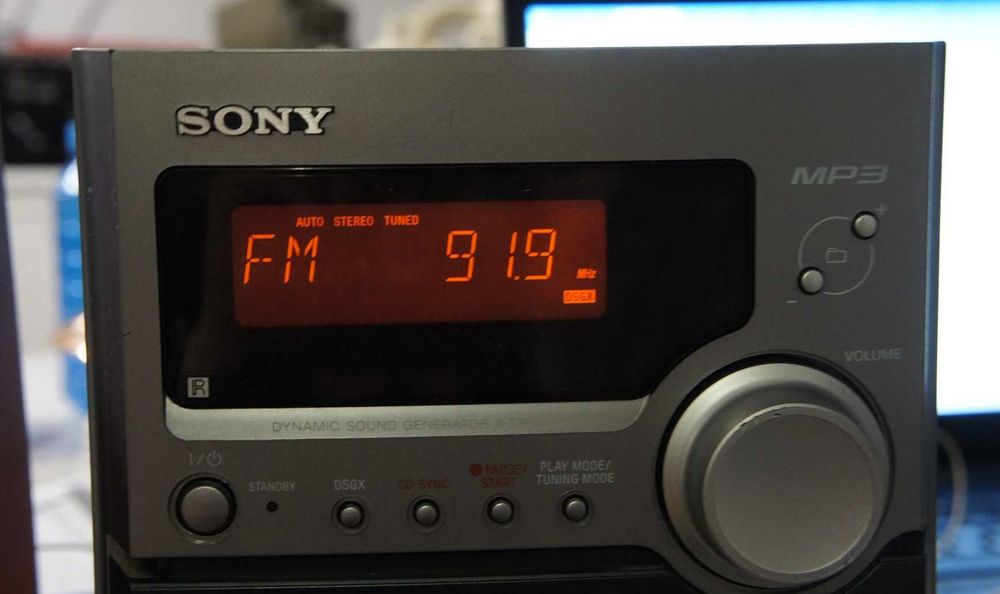 SONY
MP3
AUTO STEREO TUNED
FM 91.9 MHz
DSGX
+
-
VOLUME
DYNAMIC SOUND GENERATOR X-TR
I/⏻
STANDBY
DSGX
CD SYNC
PAUSE/
START
PLAY MODE/
TUNING MODE